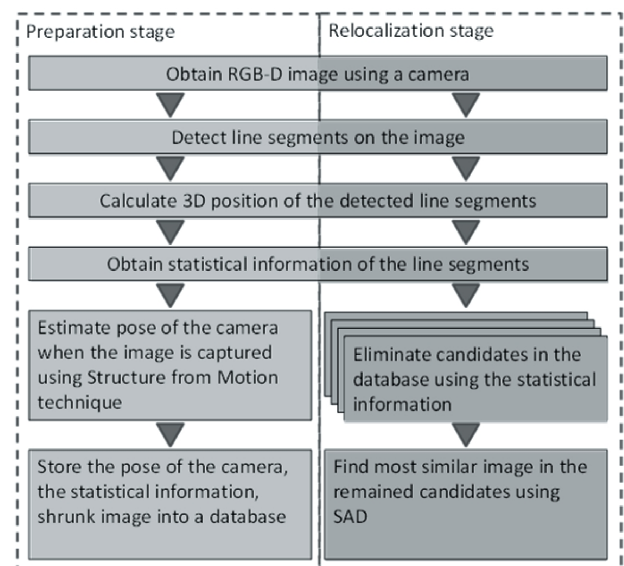 Preparation stage
Relocalization stage
Obtain RGB-D image using a camera
Detect line segments on the image
Calculate 3D position of the detected line segments
Obtain statistical information of the line segments
Estimate pose of the camera
when the image is captured
using Structure from Motion
technique
Eliminate candidates in the
database using the statistical
information
Store the pose of the camera,
the statistical information,
shrunk image into a database
Find most similar image in the
remained candidates using
SAD